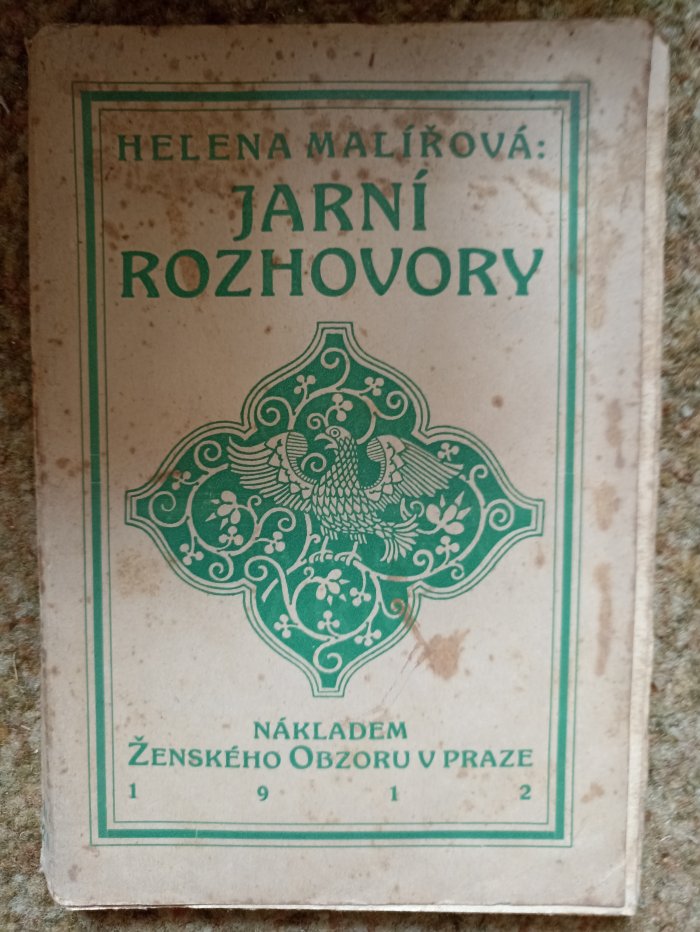 HELENA MALÍŘOVÁ:
JARNÍ
ROZHOVORY
NÁKLADEM
ŽENSKÉHO OBZORU V PRAZE
1 9 1 2